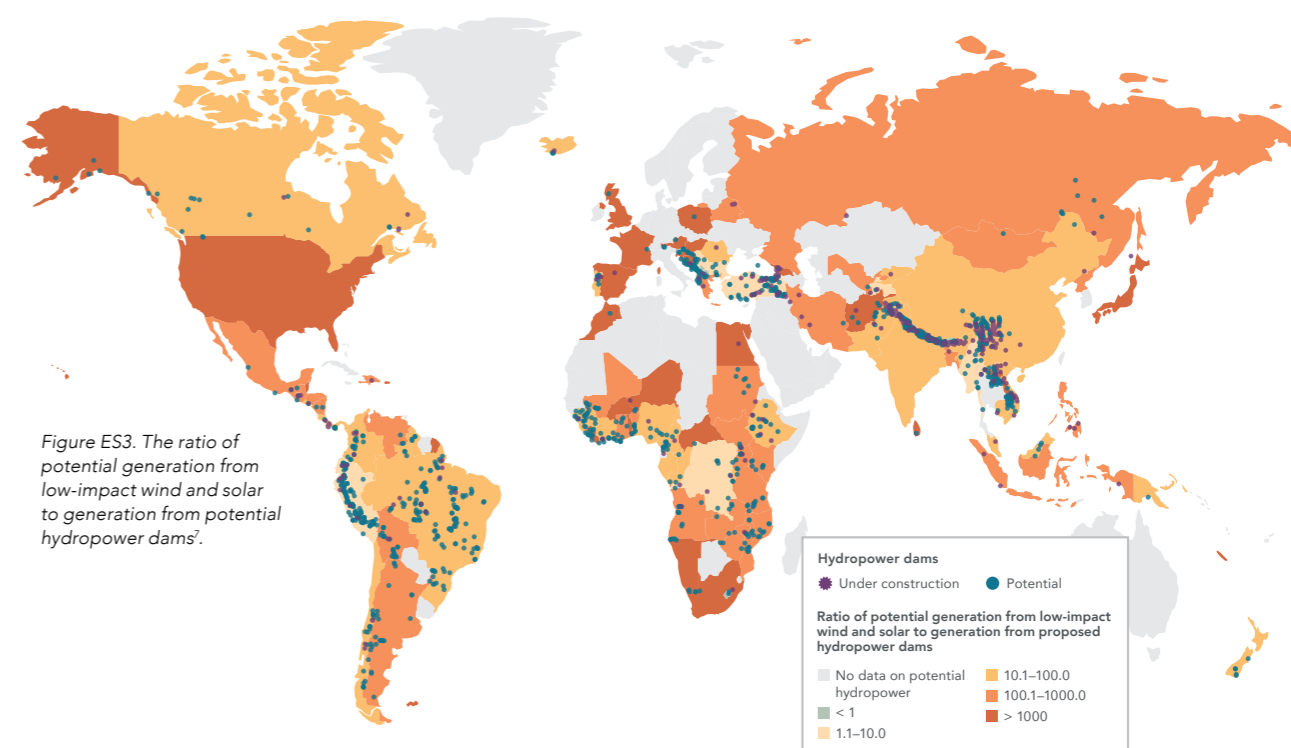 Figure ES3. The ratio of
potential generation from
low-impact wind and solar
to generation from potential
hydropower dams⁷.
Hydropower dams
Under construction
Potential
Ratio of potential generation from low-impact
wind and solar to generation from proposed
hydropower dams
No data on potential
hydropower
< 1
1.1–10.0
10.1–100.0
100.1–1000.0
> 1000